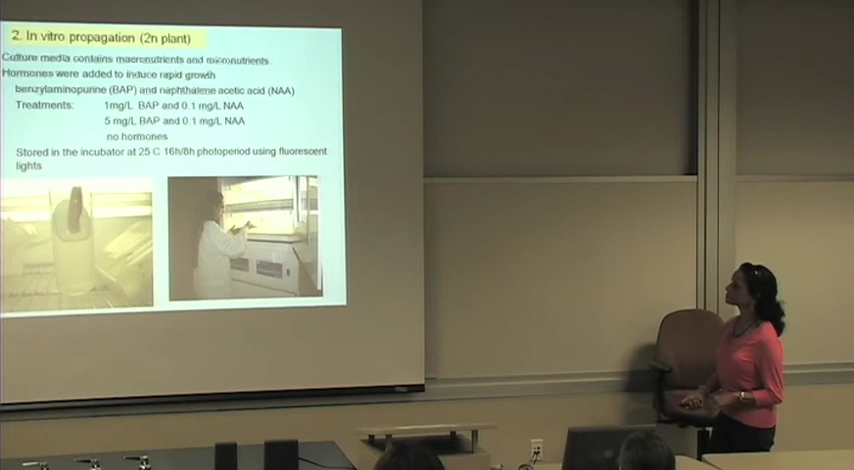 2. In vitro propagation (2n plant)
Culture media contains macronutrients and micronutrients
Hormones were added to induce rapid growth
benzylaminopurine (BAP) and naphthalene acetic acid (NAA)
Treatments: 1mg/L BAP and 0.1 mg/L NAA
5 mg/L BAP and 0.1 mg/L NAA
no hormones
Stored in the incubator at 25 C 16h/8h photoperiod using fluorescent
lights